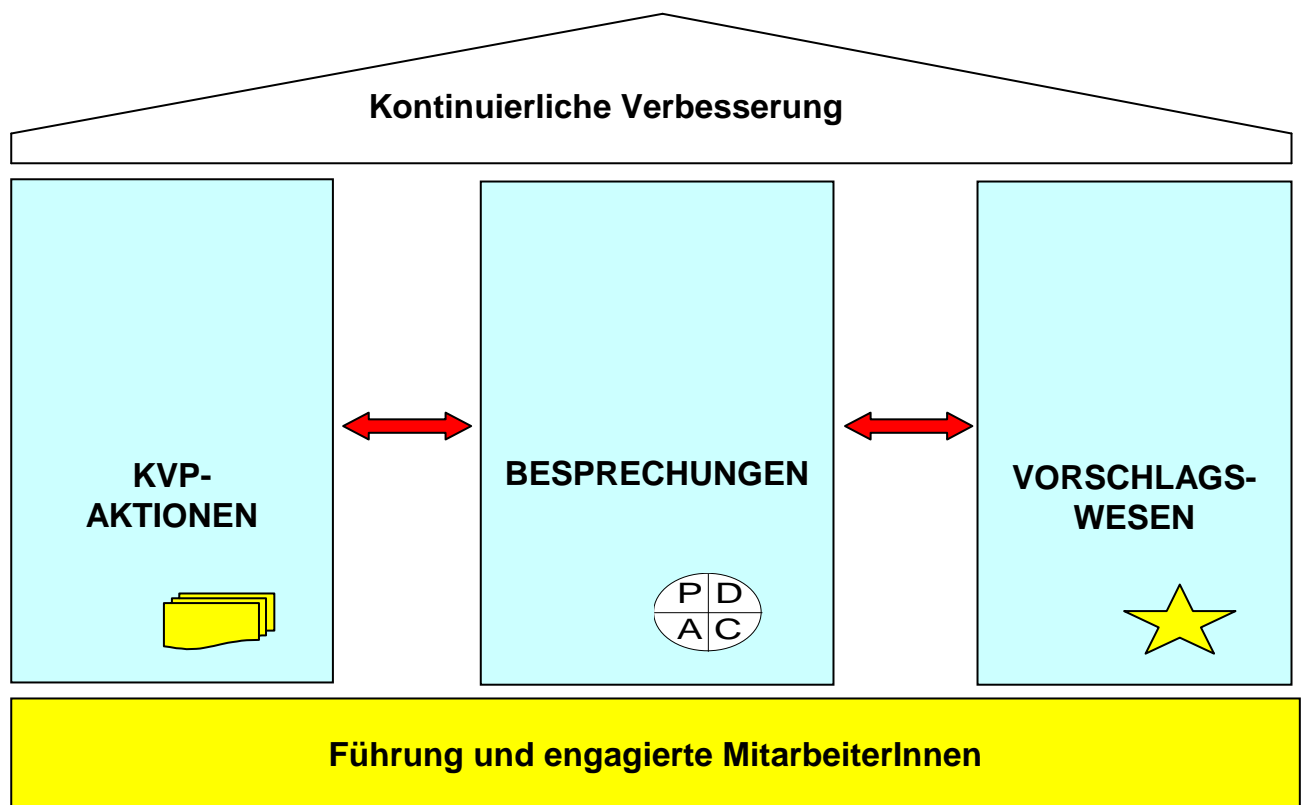 Kontinuierliche Verbesserung
KVP-
AKTIONEN
BESPRECHUNGEN
P D
A C
VORSCHLAGS-
WESEN
Führung und engagierte MitarbeiterInnen